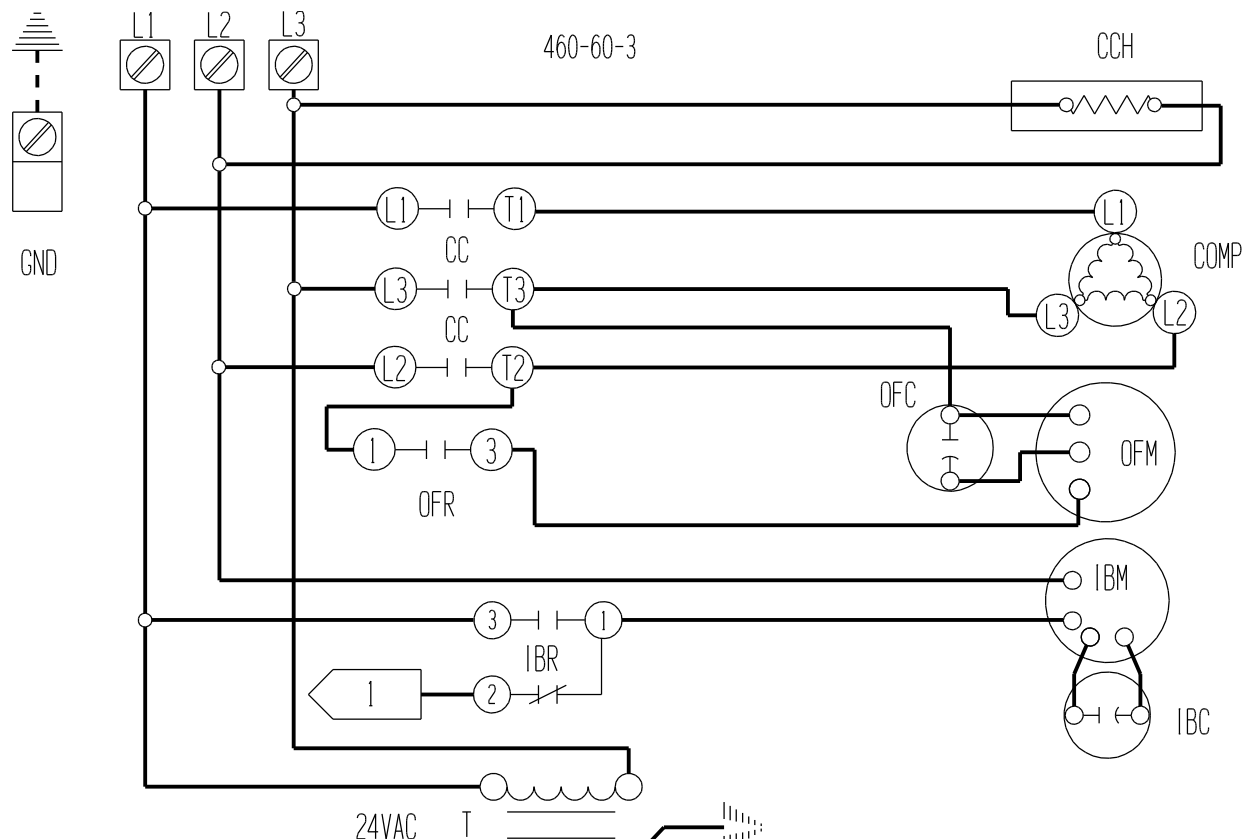 L1 L2 L3
460-60-3
CCH
GND
L1 T1
L1
CC
COMP
L3 T3
L3 L2
CC
L2 T2
OFC
1 3
OFM
OFR
IBM
3 1
IBR
1 2
IBC
24VAC T